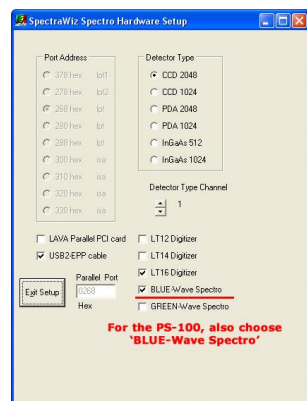 SpectraWiz Spectro Hardware Setup
Port Address
378 hex lpt1
278 hex lpt2
268 hex lpt
280 hex lpt
288 hex lpt
300 hex isa
310 hex isa
320 hex isa
330 hex isa
Detector Type
CCD 2048
CCD 1024
PDA 2048
PDA 1024
InGaAs 512
InGaAs 1024
Detector Type Channel
1
LAVA Parallel PCI card
USB2-EPP cable
LT12 Digitizer
LT14 Digitizer
LT16 Digitizer
BLUE-Wave Spectro
GREEN-Wave Spectro
Exit Setup
Parallel Port
0268
Hex
For the PS-100, also choose
'BLUE-Wave Spectro'